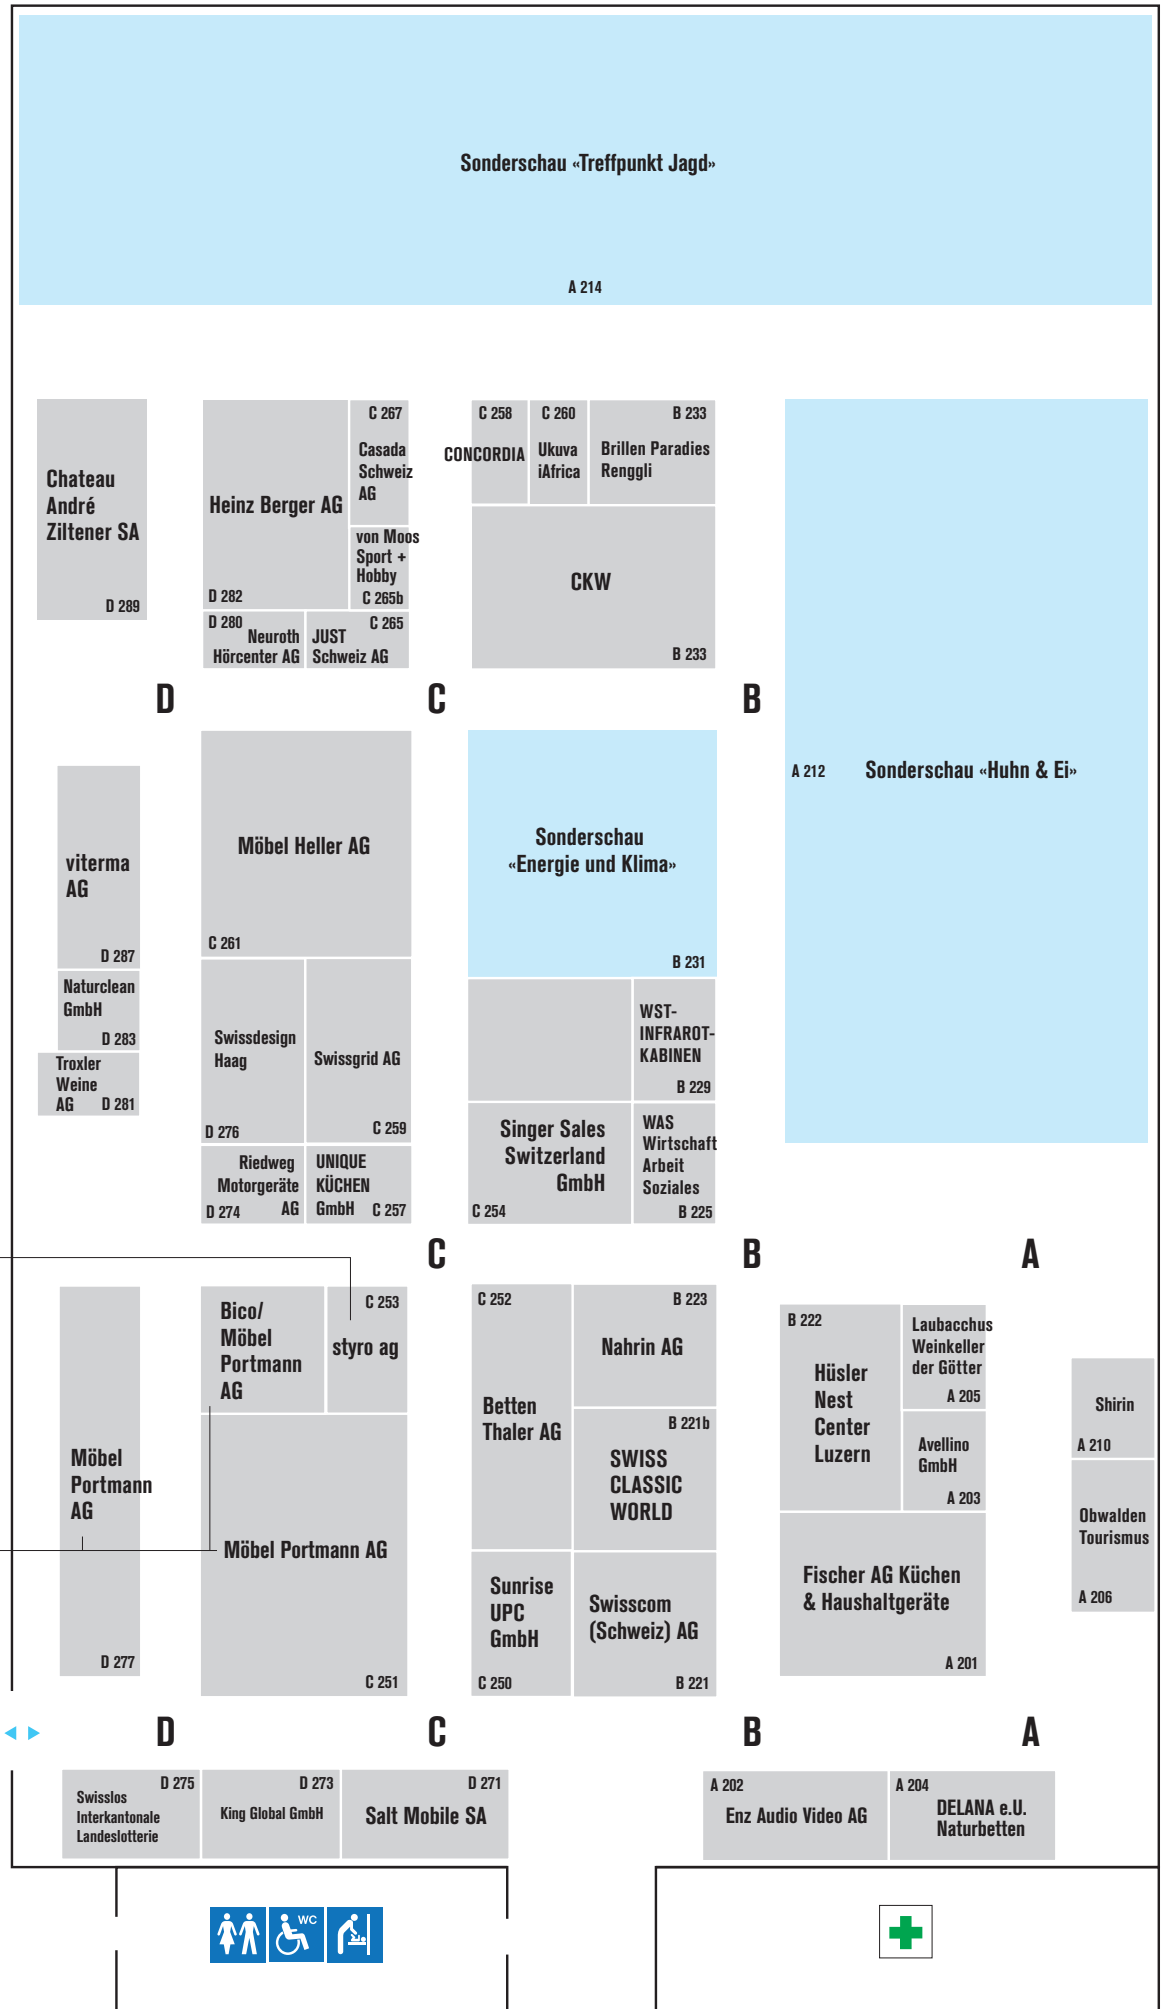 Sonderschau «Treffpunkt Jagd»
A 214
Chateau
André
Ziltener SA
D 289
Heinz Berger AG
D 282
C 267
Casada
Schweiz
AG
von Moos
Sport +
Hobby
C 265b
D 280
Neuroth
Hörcenter AG
C 265
JUST
Schweiz AG
C 258
CONCORDIA
C 260
Ukuva
iAfrica
B 233
Brillen Paradies
Renggli
CKW
B 233
D
C
B
A 212
Sonderschau «Huhn & Ei»
viterma
AG
D 287
Naturclean
GmbH
D 283
Troxler
Weine
AG
D 281
Möbel Heller AG
C 261
Swissdesign
Haag
D 276
Swissgrid AG
C 259
Riedweg
Motorgeräte
AG
D 274
UNIQUE
KÜCHEN
GmbH
C 257
Sonderschau
«Energie und Klima»
B 231
WST-
INFRAROT-
KABINEN
B 229
Singer Sales
Switzerland
GmbH
C 254
WAS
Wirtschaft
Arbeit
Soziales
B 225
C
B
A
Möbel
Portmann
AG
D 277
Bico/
Möbel
Portmann
AG
C 253
styro ag
Möbel Portmann AG
C 251
C 252
Betten
Thaler AG
B 223
Nahrin AG
B 221b
SWISS
CLASSIC
WORLD
Sunrise
UPC
GmbH
C 250
Swisscom
(Schweiz) AG
B 221
B 222
Hüsler
Nest
Center
Luzern
Laubacchus
Weinkeller
der Götter
A 205
Avellino
GmbH
A 203
Fischer AG Küchen
& Haushaltgeräte
A 201
Shirin
A 210
Obwalden
Tourismus
A 206
D
C
B
A
D 275
Swisslos
Interkantonale
Landeslotterie
D 273
King Global GmbH
D 271
Salt Mobile SA
A 202
Enz Audio Video AG
A 204
DELANA e.U.
Naturbetten
WC